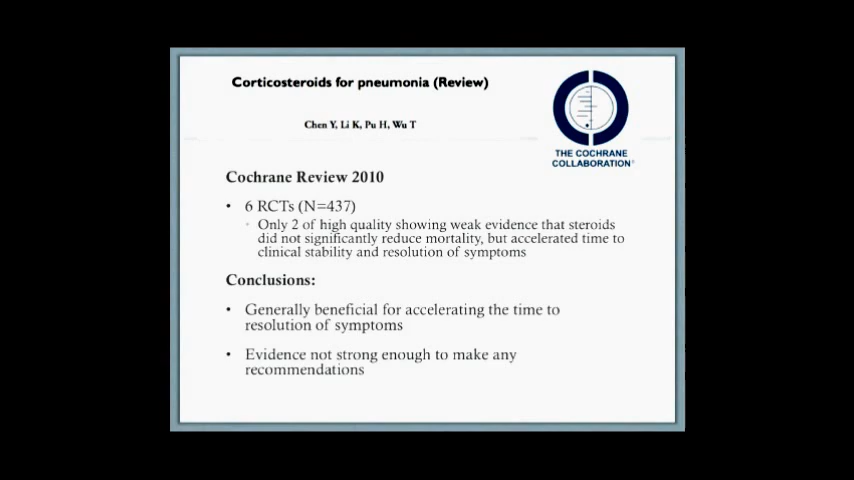 Corticosteroids for pneumonia (Review)
Chen Y, Li K, Pu H, Wu T
THE COCHRANE
COLLABORATION®
Cochrane Review 2010
• 6 RCTs (N=437)
◦ Only 2 of high quality showing weak evidence that steroids
did not significantly reduce mortality, but accelerated time to
clinical stability and resolution of symptoms
Conclusions:
• Generally beneficial for accelerating the time to
resolution of symptoms
• Evidence not strong enough to make any
recommendations